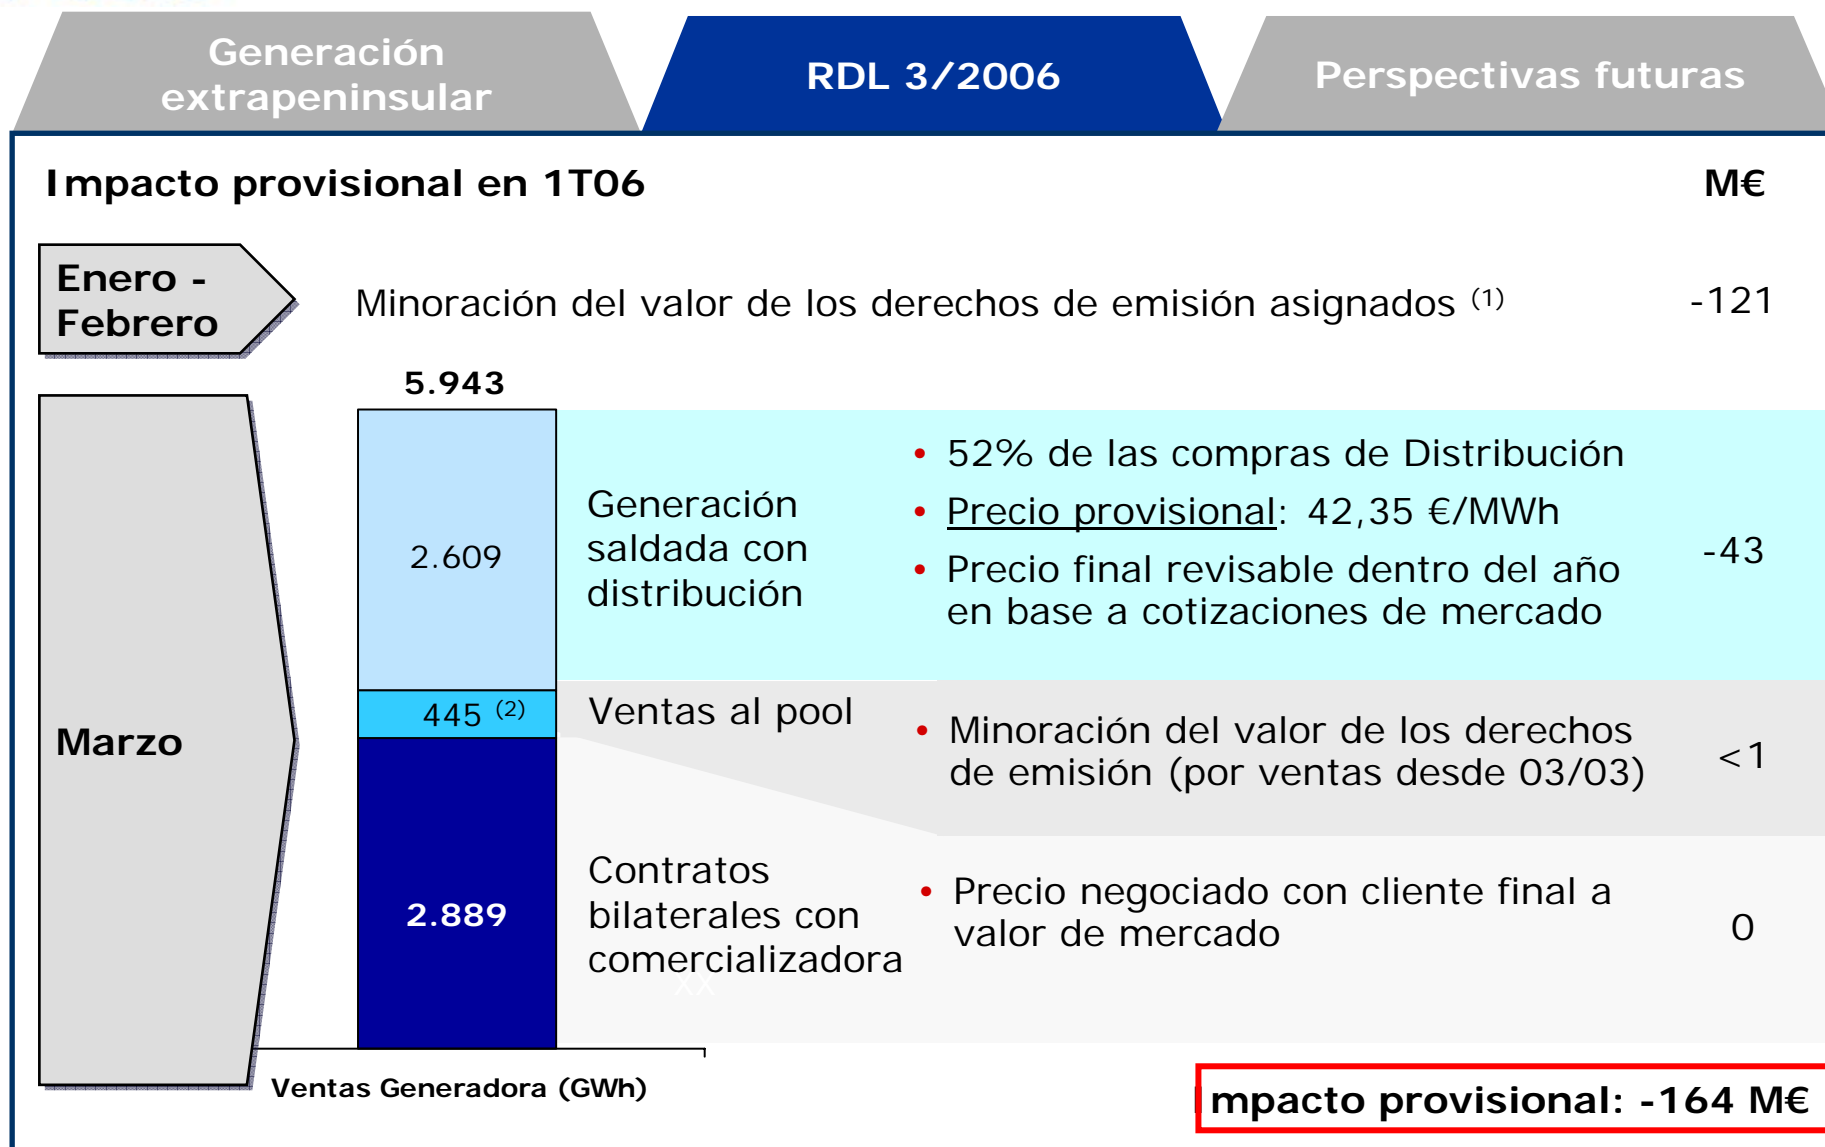 Generación
extrapeninsular
RDL 3/2006
Perspectivas futuras
Impacto provisional en 1T06
M€
Enero -
Febrero
Minoración del valor de los derechos de emisión asignados (1)
-121
5.943
Marzo
2.609
Generación
saldada con
distribución
• 52% de las compras de Distribución
• Precio provisional: 42,35 €/MWh
• Precio final revisable dentro del año
en base a cotizaciones de mercado
-43
445 (2)
Ventas al pool
• Minoración del valor de los derechos
de emisión (por ventas desde 03/03)
<1
2.889
Contratos
bilaterales con
comercializadora
xx
• Precio negociado con cliente final a
valor de mercado
0
Ventas Generadora (GWh)
Impacto provisional: -164 M€